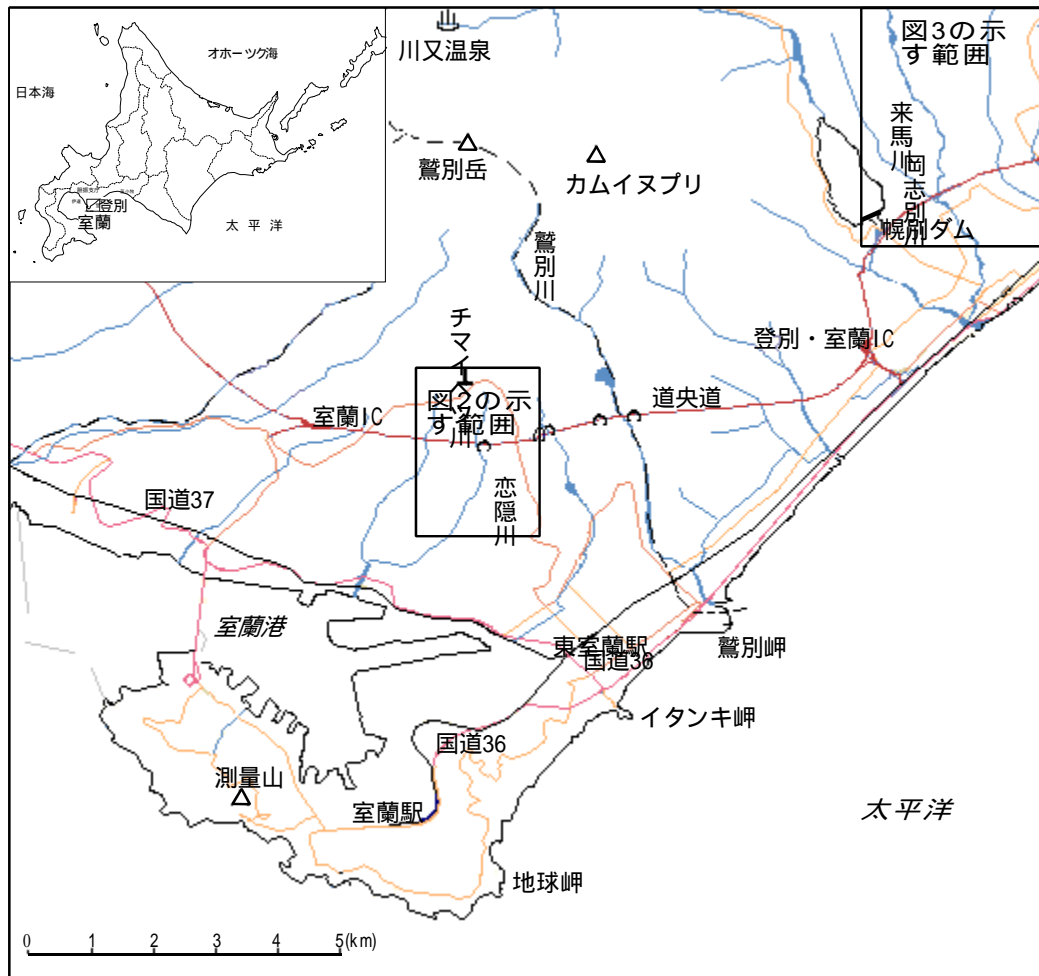 オホーツク海
日本海
登別
室蘭
太平洋
川又温泉
鷲別岳
カムイヌプリ
図3の示
す範囲
来馬川
岡志別川
幌別ダム
鷲別川
登別・室蘭IC
道央道
室蘭IC
図2の示
す範囲
恋隠川
国道37
室蘭港
東室蘭駅
国道36
鷲別岬
イタンキ岬
国道36
測量山
室蘭駅
太平洋
地球岬
0 1 2 3 4 5(km)